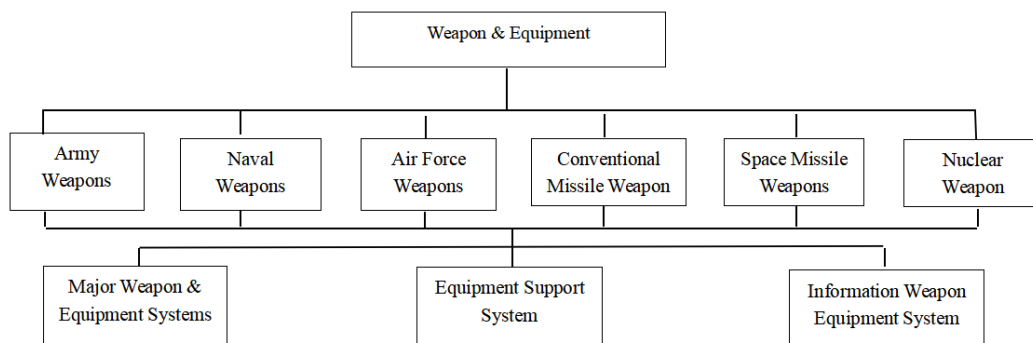 Weapon & Equipment
Army
Weapons
Naval
Weapons
Air Force
Weapons
Conventional
Missile Weapon
Space Missile
Weapons
Nuclear
Weapon
Major Weapon &
Equipment Systems
Equipment Support
System
Information Weapon
Equipment System